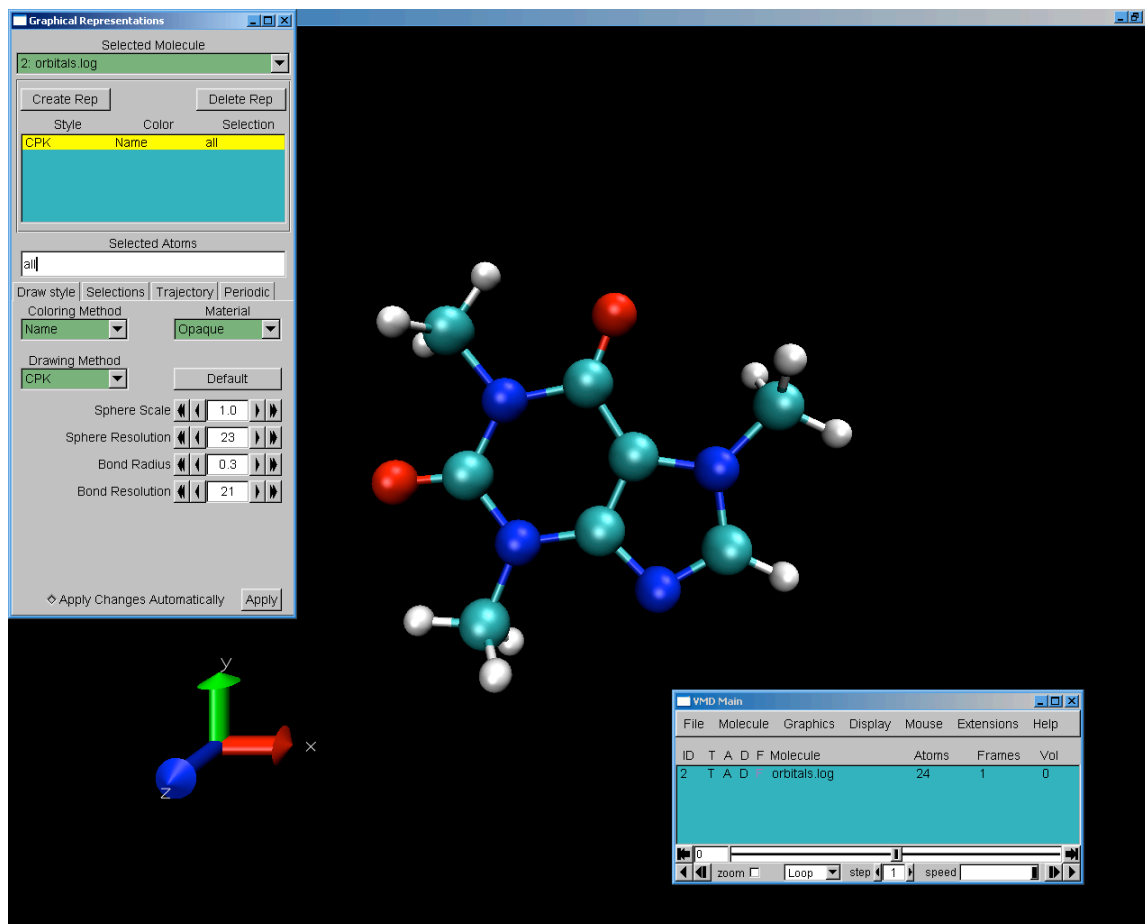 Graphical Representations
Selected Molecule
2: orbitals.log
Create Rep Delete Rep
Style Color Selection
CPK Name all
Selected Atoms
all
Draw style Selections Trajectory Periodic
Coloring Method Material
Name Opaque
Drawing Method
CPK Default
Sphere Scale 1.0
Sphere Resolution 23
Bond Radius 0.3
Bond Resolution 21
Apply Changes Automatically Apply
y
x
z
VMD Main
File Molecule Graphics Display Mouse Extensions Help
ID T A D F Molecule Atoms Frames Vol
2 T A D F orbitals.log 24 1 0
0
zoom Loop step 1 speed